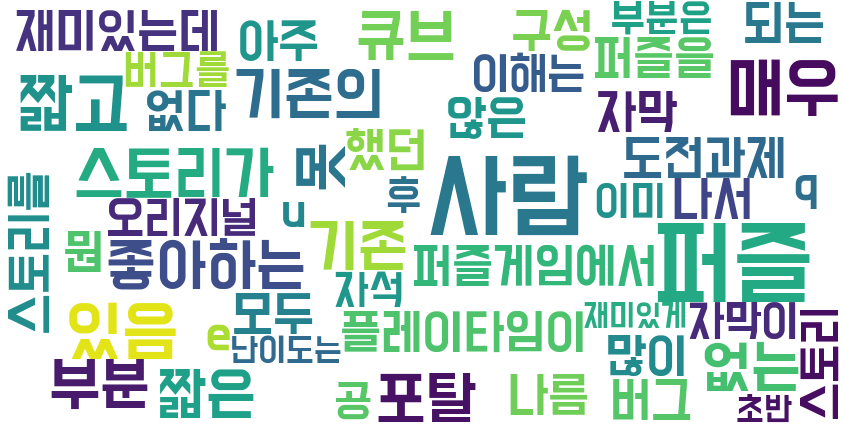 재미있는데
아주
큐브
구성
부분은
되는
버그를
이해는
퍼즐을
매우
짧고
없다
기존의
않은
자막
스토리가
했던
도전과제
스토리를
오리지널
u
후
사람
이미
나서
q
뭔
좋아하는
기존
퍼즐게임에서
퍼즐
있음
e
모두
자석
플레이타임이
재미있게
자막이
난이도는
많이
없는
스토리
부분
짧은
공
포탈
나름
버그
초반